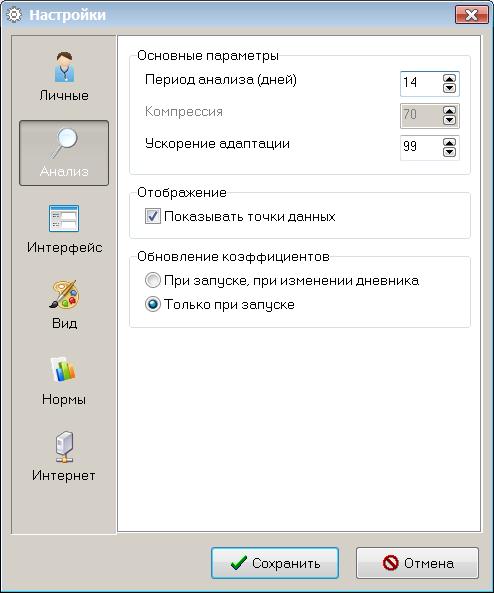 Настройки
Личные
Анализ
Интерфейс
Вид
Нормы
Интернет
Основные параметры
Период анализа (дней) 14
Компрессия 70
Ускорение адаптации 99
Отображение
Показывать точки данных
Обновление коэффициентов
При запуске, при изменении дневника
Только при запуске
Сохранить Отмена